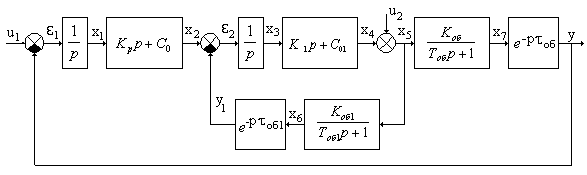 u₁ ε₁ 1/p x₁ Kₚp + C₀ x₂ ε₂ 1/p x₃ K₁p + C₀₁ x₄ u₂ x₅ Kоб/(Tобp + 1) x₇ e^(-pτоб) y
y₁ e^(-pτоб1) x₆ Kоб1/(Tоб1p + 1)